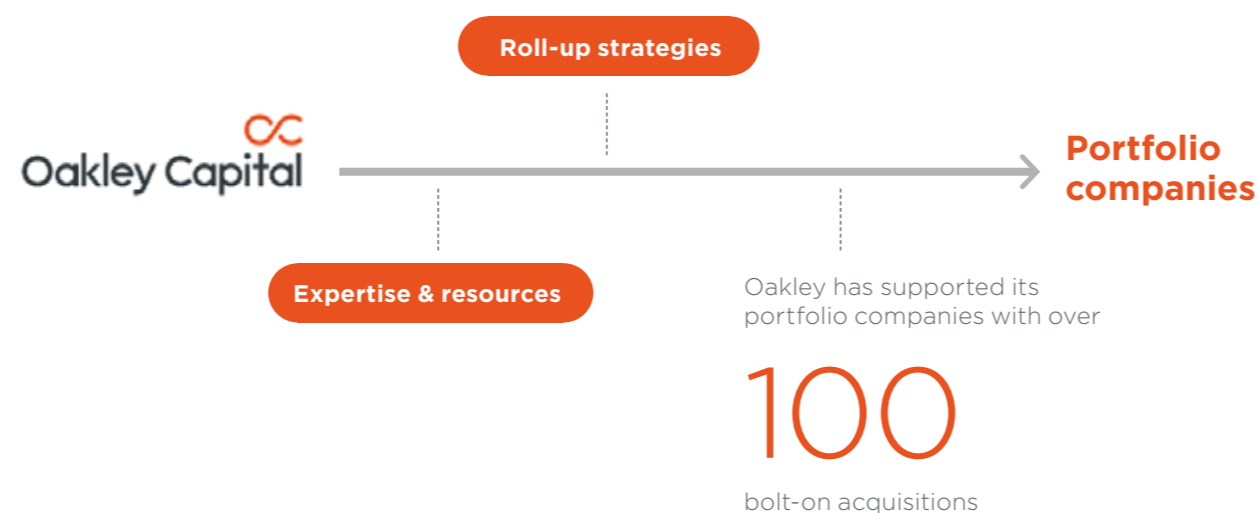 Roll-up strategies
Oakley Capital
Portfolio
companies
Expertise & resources
Oakley has supported its
portfolio companies with over
100
bolt-on acquisitions